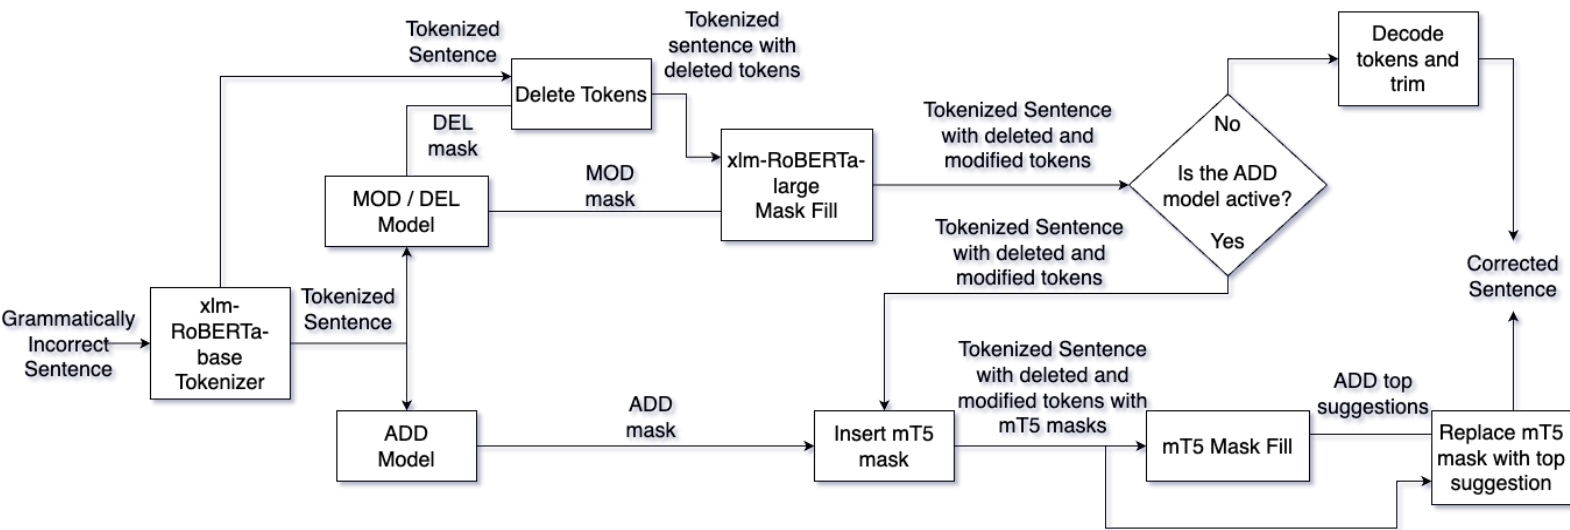 Grammatically
Incorrect
Sentence
xlm-
RoBERTa-
base
Tokenizer
Tokenized
Sentence
Tokenized
Sentence
MOD / DEL
Model
DEL
mask
Delete Tokens
Tokenized
sentence with
deleted tokens
MOD
mask
xlm-RoBERTa-
large
Mask Fill
Tokenized Sentence
with deleted and
modified tokens
No
Is the ADD
model active?
Yes
Decode
tokens and
trim
Corrected
Sentence
Tokenized Sentence
with deleted and
modified tokens
ADD
Model
ADD
mask
Insert mT5
mask
Tokenized Sentence
with deleted and
modified tokens with
mT5 masks
mT5 Mask Fill
ADD top
suggestions
Replace mT5
mask with top
suggestion